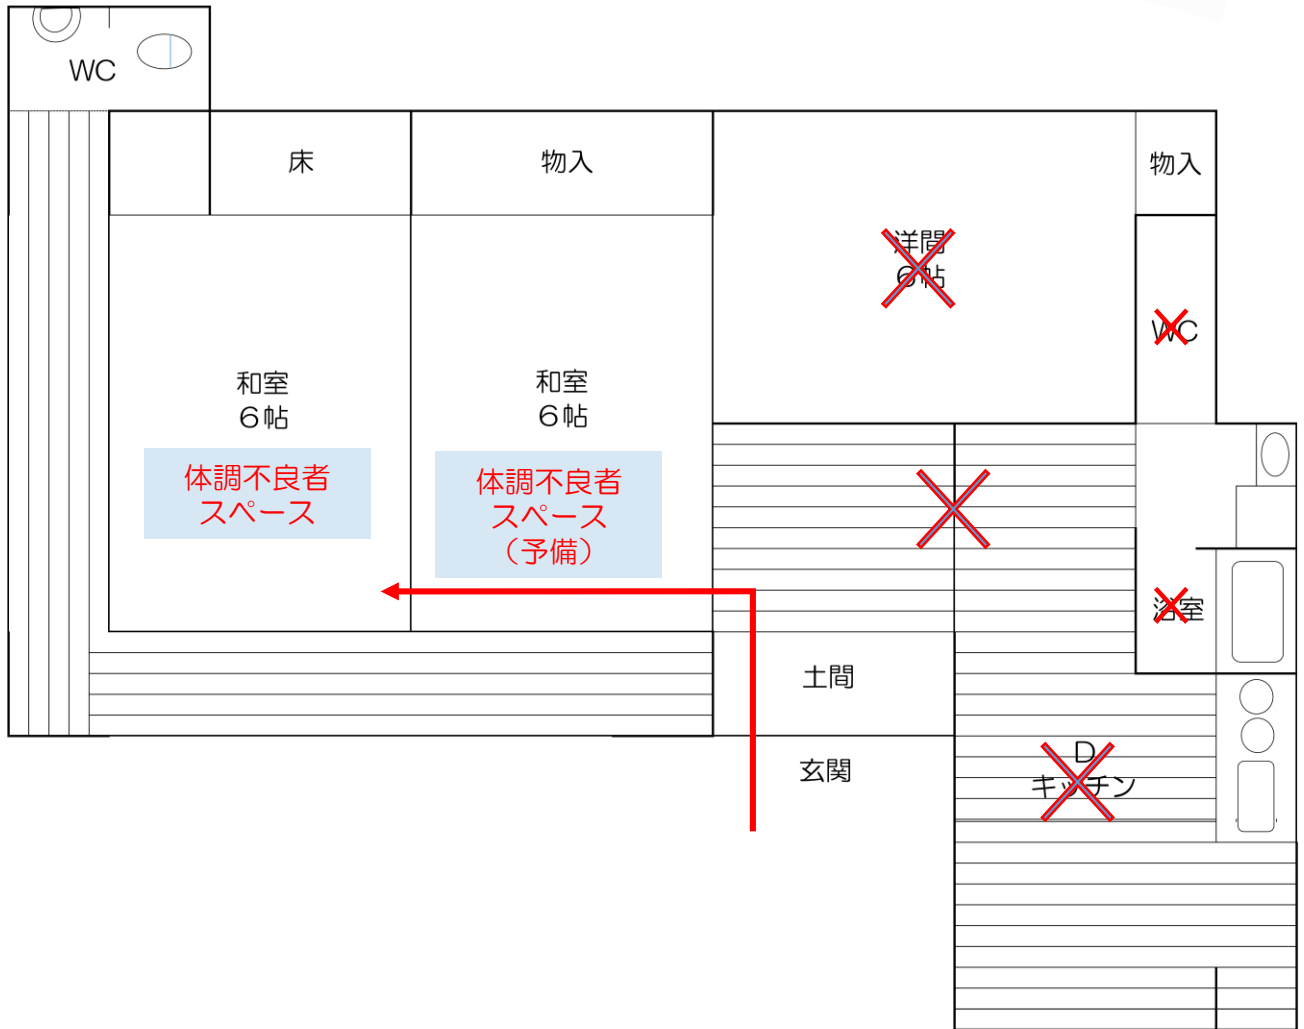 WC
床
物入
物入
洋間
6帖
WC
和室
6帖
和室
6帖
体調不良者
スペース
体調不良者
スペース
（予備）
浴室
土間
玄関
D
キッチン